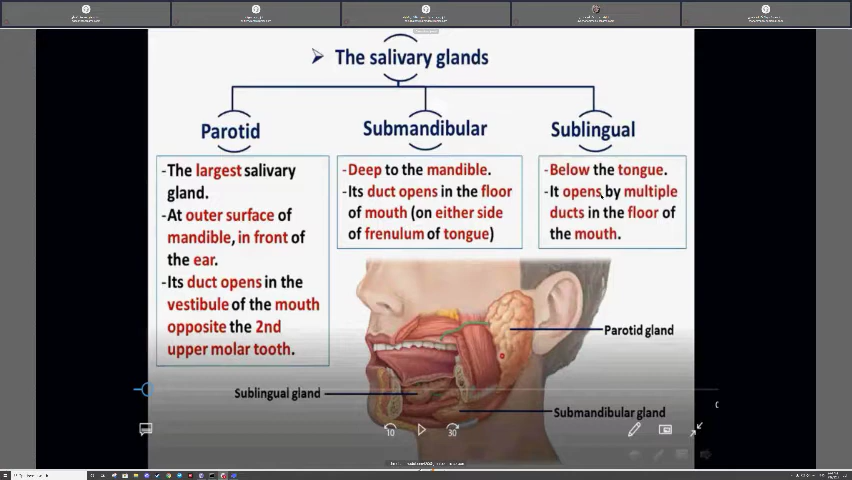 The salivary glands
Parotid
Submandibular
Sublingual
-The largest salivary
gland.
-At outer surface of
mandible, in front of
the ear.
-Its duct opens in the
vestibule of the mouth
opposite the 2nd
upper molar tooth.
-Deep to the mandible.
-Its duct opens in the floor
of mouth (on either side
of frenulum of tongue)
-Below the tongue.
-It opens by multiple
ducts in the floor of
the mouth.
Parotid gland
Sublingual gland
Submandibular gland
10
30